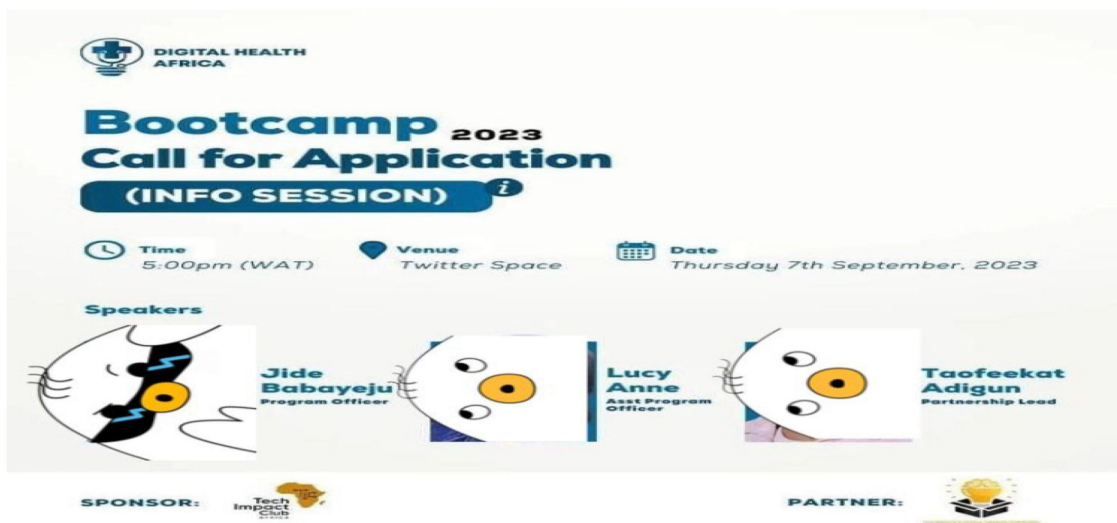 DIGITAL HEALTH
AFRICA
Bootcamp 2023
Call for Application
(INFO SESSION) i
Time
5:00pm (WAT)
Venue
Twitter Space
Date
Thursday 7th September, 2023
Speakers
Jide
Babayeju
Program Officer
Lucy
Anne
Asst Program
Officer
Taofeekat
Adigun
Partnership Lead
SPONSOR:
Tech
Impact
Club
AFRICA
PARTNER: